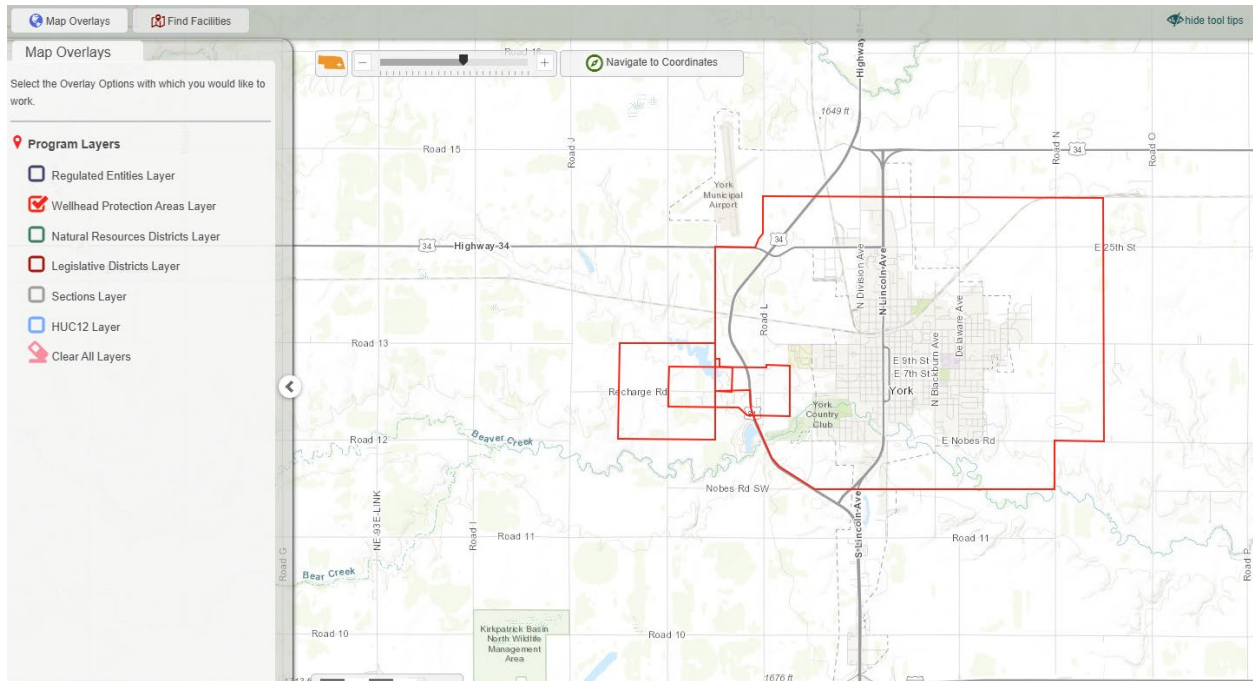 Map Overlays
Find Facilities
hide tool tips
Map Overlays
Select the Overlay Options with which you would like to
work.
Program Layers
Regulated Entities Layer
Wellhead Protection Areas Layer
Natural Resources Districts Layer
Legislative Districts Layer
Sections Layer
HUC12 Layer
Clear All Layers
Navigate to Coordinates
Road 16
Highway-81
1649 ft
Road 15
Road J
Road N
34
Road O
York
Municipal
Airport
34
Highway-34
34
E 25th St
N Division Ave
N-Lincoln-Ave
Road L
Delaware Ave
N Blackburn Ave
Road 13
E 9th St
E 7th St
York
Recharge Rd
York
Country
Club
81
Road 12
Beaver Creek
E Nobes Rd
Nobes Rd SW
NE-93E-LINK
S-Lincoln-Ave
Road I
Road 11
Road 11
Road G
Road P
Bear Creek
Road 10
Kirkpatrick Basin
North Wildlife
Management
Area
Road 10
1713 ft
1676 ft